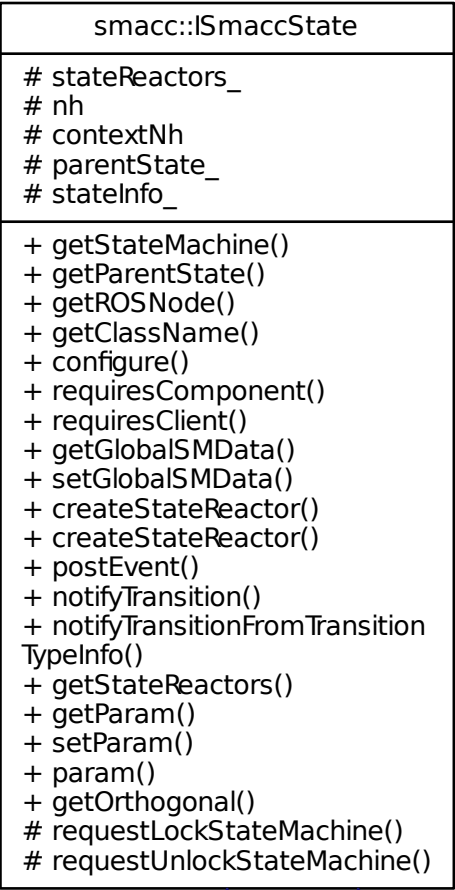 smacc::ISmaccState
# stateReactors_
# nh
# contextNh
# parentState_
# stateInfo_
+ getStateMachine()
+ getParentState()
+ getROSNode()
+ getClassName()
+ configure()
+ requiresComponent()
+ requiresClient()
+ getGlobalSMData()
+ setGlobalSMData()
+ createStateReactor()
+ createStateReactor()
+ postEvent()
+ notifyTransition()
+ notifyTransitionFromTransition
TypeInfo()
+ getStateReactors()
+ getParam()
+ setParam()
+ param()
+ getOrthogonal()
# requestLockStateMachine()
# requestUnlockStateMachine()